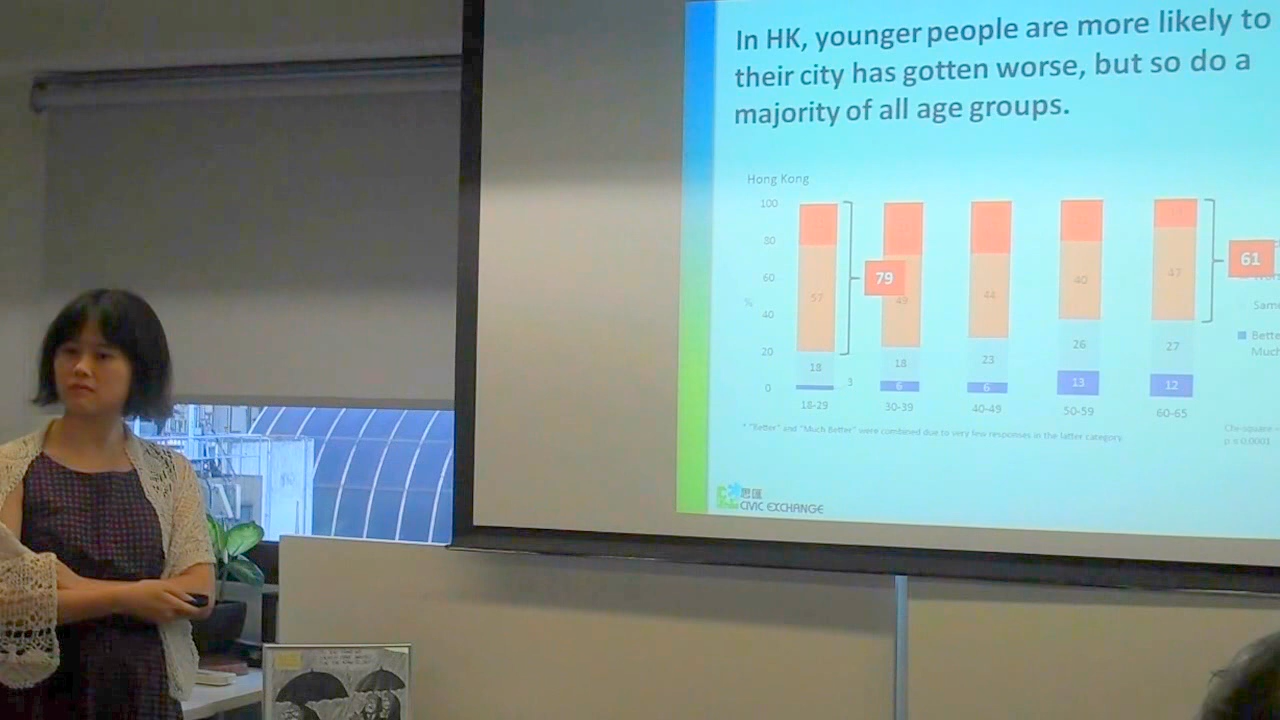 In HK, younger people are more likely to
their city has gotten worse, but so do a
majority of all age groups.
Hong Kong
100
80
60
40
20
0
%
57
18
3
79
49
18
6
44
23
6
40
26
13
47
27
12
61
Same
Bette
Much
18-29
30-39
40-49
50-59
60-65
* "Better" and "Much Better" were combined due to very few responses in the latter category.
Chi-square =
思匯
CIVIC EXCHANGE